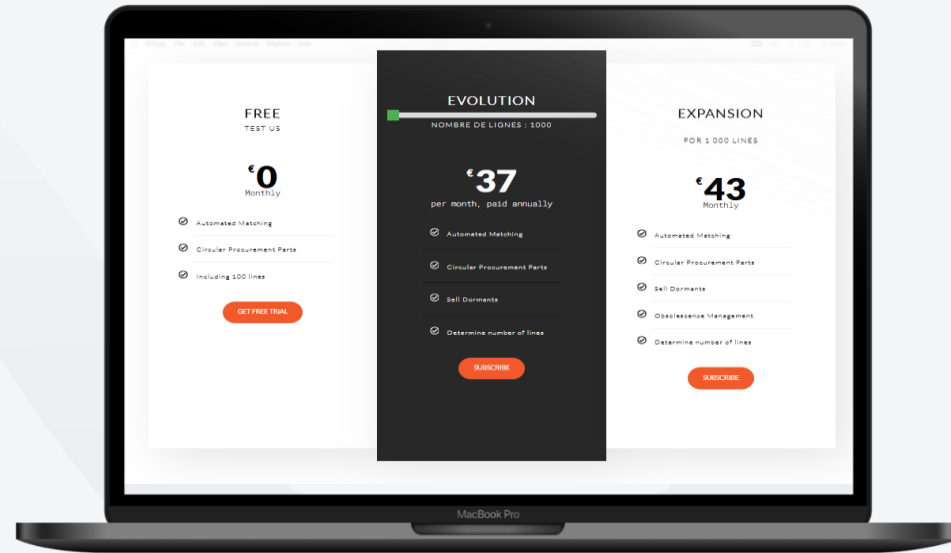 FREE
TEST US
€0
Monthly
Automated Matching
Circular Procurement Parts
Including 100 lines
GET FREE TRIAL
EVOLUTION
NOMBRE DE LIGNES : 1000
€37
per month, paid annually
Automated Matching
Circular Procurement Parts
Sell Dormants
Determine number of lines
SUBSCRIBE
EXPANSION
FOR 1 000 LINES
€43
Monthly
Automated Matching
Circular Procurement Parts
Sell Dormants
Obsolescence Management
Determine number of lines
SUBSCRIBE
MacBook Pro